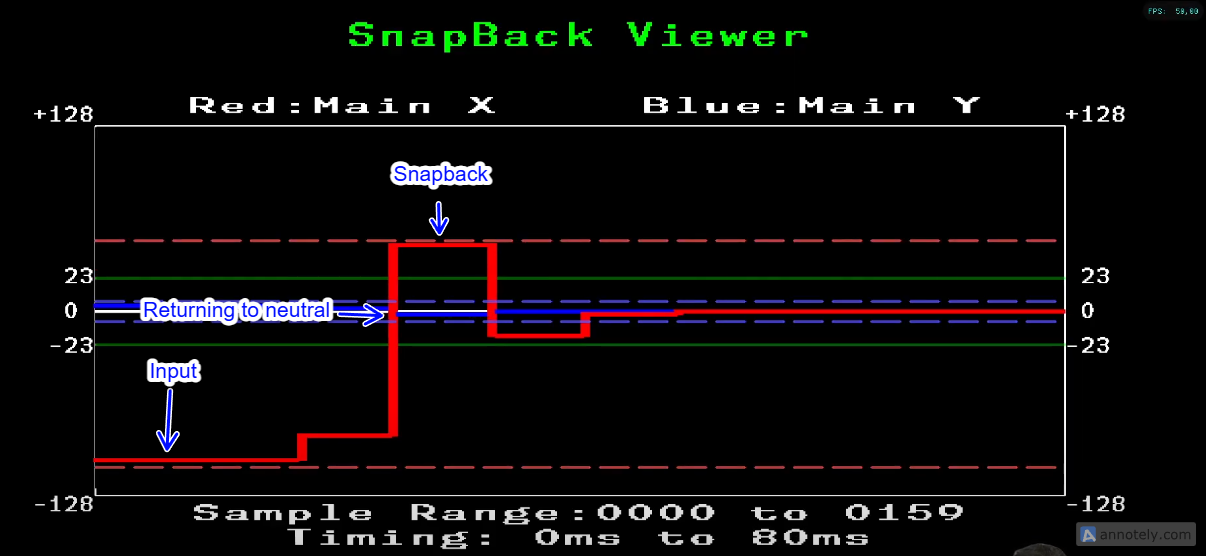 FPS: 59,89
SnapBack Viewer
Red:Main X Blue:Main Y
+128 +128
Snapback
23 23
0 Returning to neutral 0
-23 -23
Input
-128 -128
Sample Range:0000 to 0159
Timing: 0ms to 80ms
A annotely.com